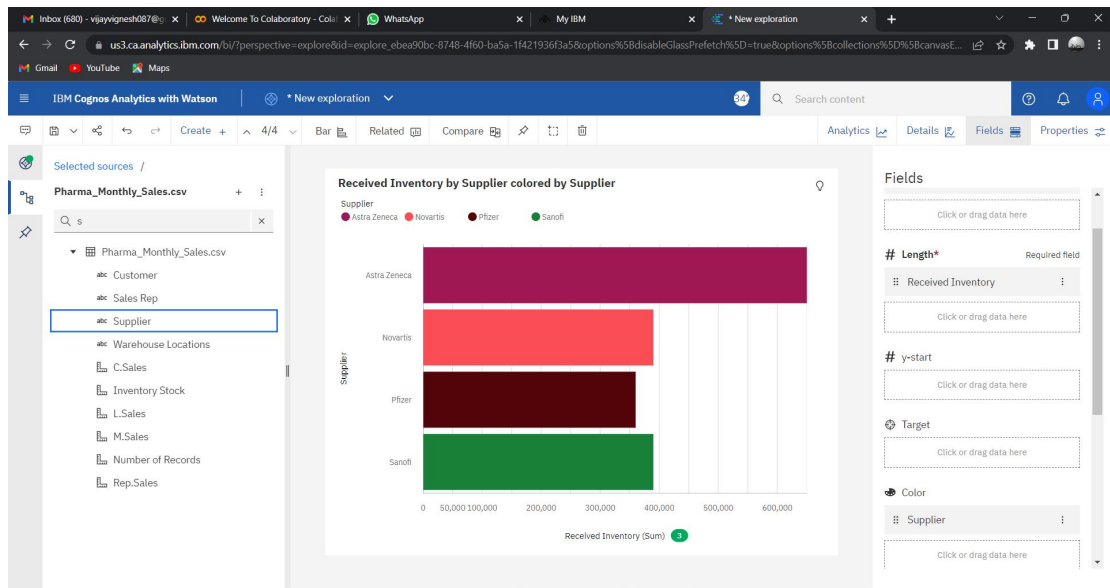 Inbox (680) - vijayvignesh087@g
Welcome To Colaboratory - Colal
WhatsApp
My IBM
* New exploration
us3.ca.analytics.ibm.com/bi/?perspective=explore&id=explore_ebea90bc-8748-4f60-ba5a-1f421936f3a5&options%5BdisableGlassPrefetch%5D=true&options%5Bcollections%5D%5BcanvasE...
Gmail YouTube Maps
IBM Cognos Analytics with Watson
* New exploration
Search content
Create +
4/4
Bar
Related
Compare
Analytics
Details
Fields
Properties
Selected sources /
Pharma_Monthly_Sales.csv
s
Pharma_Monthly_Sales.csv
abc Customer
abc Sales Rep
abc Supplier
abc Warehouse Locations
C.Sales
Inventory Stock
L.Sales
M.Sales
Number of Records
Rep.Sales
Received Inventory by Supplier colored by Supplier
Supplier
Astra Zeneca Novartis Pfizer Sanofi
Astra Zeneca
Novartis
Pfizer
Sanofi
Supplier
0 50,000 100,000 200,000 300,000 400,000 500,000 600,000
Received Inventory (Sum) 3
Fields
Click or drag data here
# Length* Required field
Received Inventory
Click or drag data here
# y-start
Click or drag data here
Target
Click or drag data here
Color
Supplier
Click or drag data here